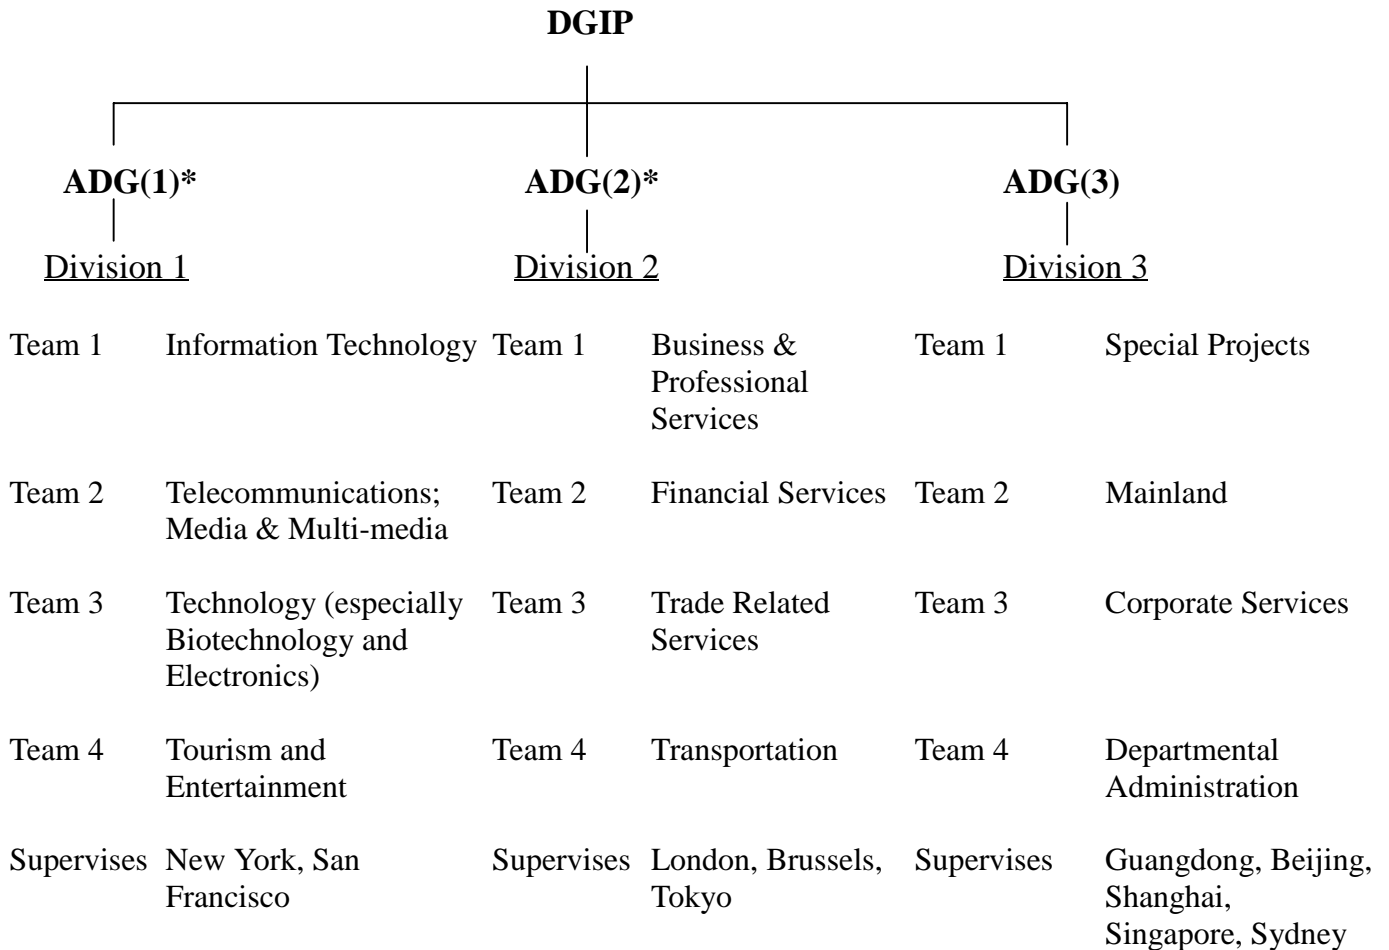 DGIP
ADG(1)* ADG(2)* ADG(3)
Division 1 Division 2 Division 3
Team 1 Information Technology Team 1 Business & Team 1 Special Projects
Professional
Services
Team 2 Telecommunications; Team 2 Financial Services Team 2 Mainland
Media & Multi-media
Team 3 Technology (especially Team 3 Trade Related Team 3 Corporate Services
Biotechnology and Services
Electronics)
Team 4 Tourism and Team 4 Transportation Team 4 Departmental
Entertainment Administration
Supervises New York, San Supervises London, Brussels, Supervises Guangdong, Beijing,
Francisco Tokyo Shanghai,
Singapore, Sydney